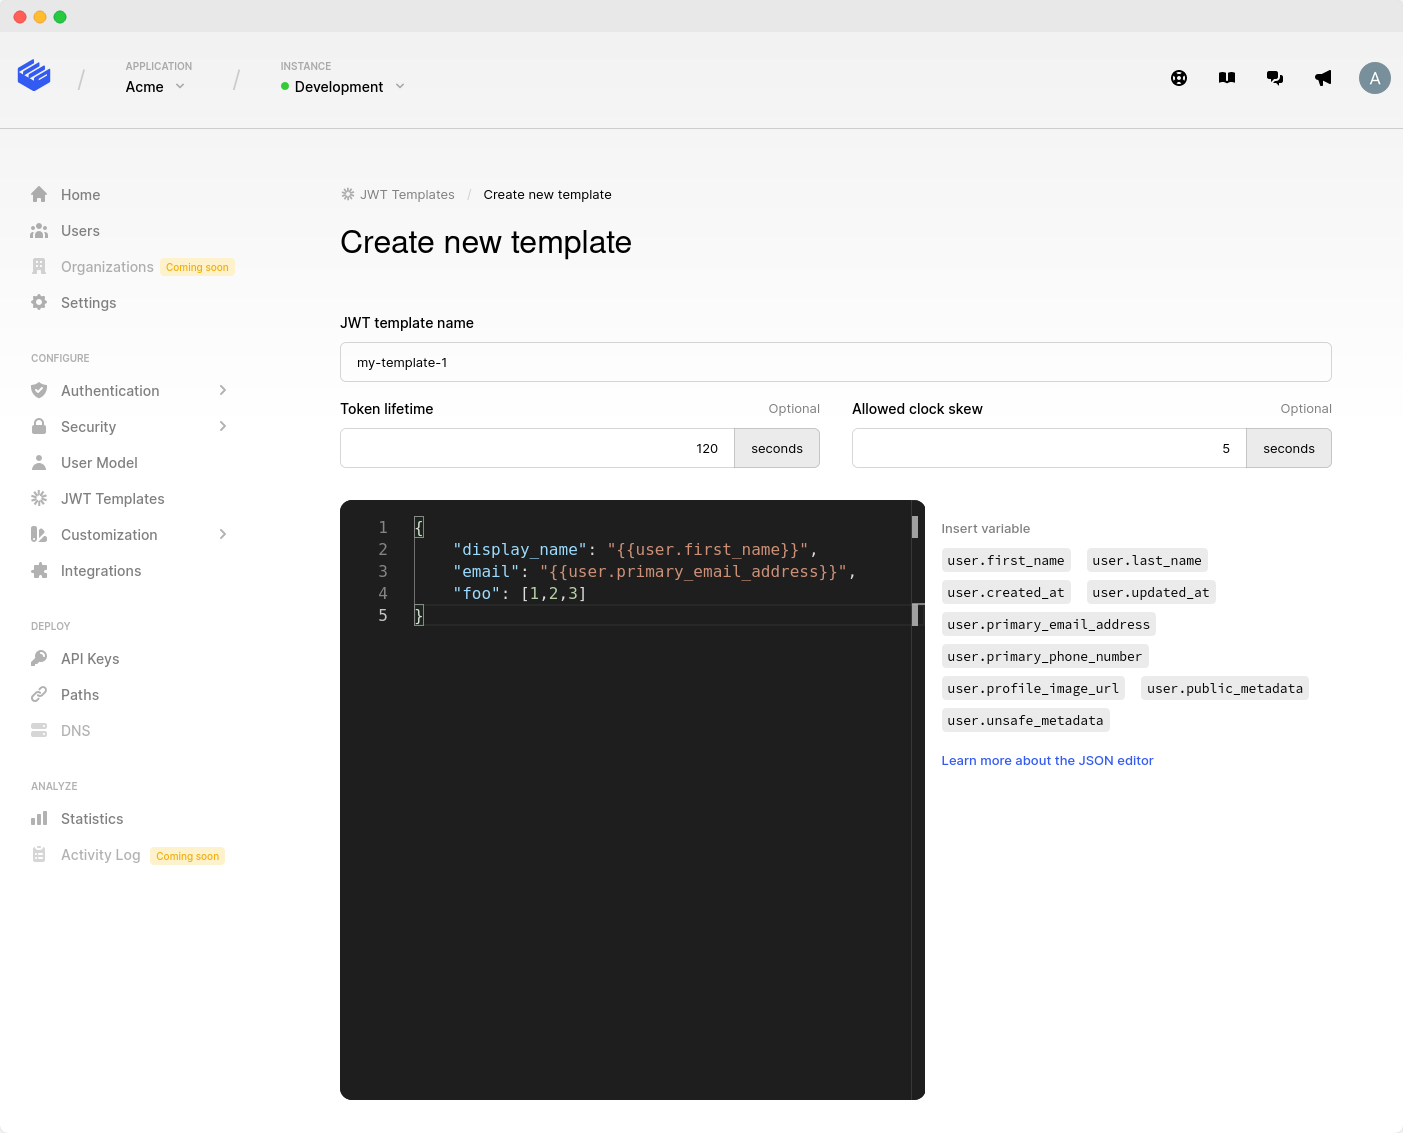 APPLICATION
Acme
INSTANCE
Development
A
Home
Users
Organizations Coming soon
Settings
CONFIGURE
Authentication
Security
User Model
JWT Templates
Customization
Integrations
DEPLOY
API Keys
Paths
DNS
ANALYZE
Statistics
Activity Log Coming soon
JWT Templates / Create new template
Create new template
JWT template name
my-template-1
Token lifetime Optional
120 seconds
Allowed clock skew Optional
5 seconds
1 {
2 "display_name": "{{user.first_name}}",
3 "email": "{{user.primary_email_address}}",
4 "foo": [1,2,3]
5 }
Insert variable
user.first_name user.last_name
user.created_at user.updated_at
user.primary_email_address
user.primary_phone_number
user.profile_image_url user.public_metadata
user.unsafe_metadata
Learn more about the JSON editor